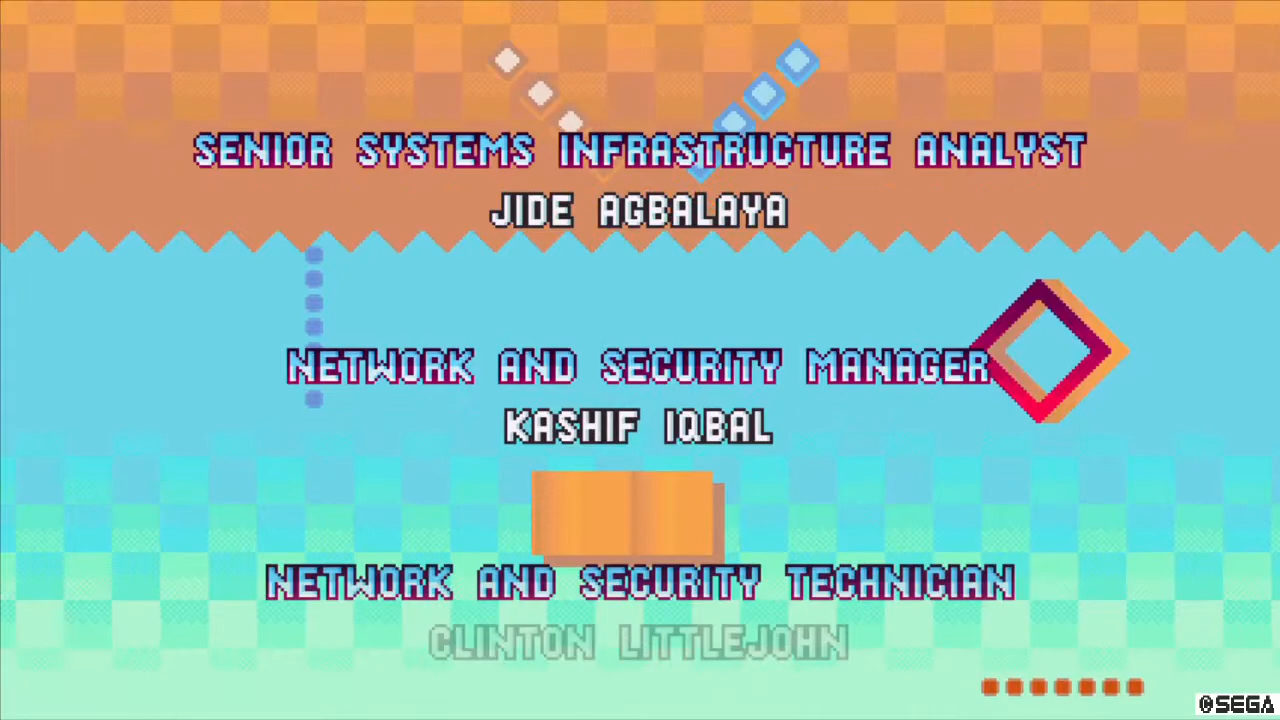 SENIOR SYSTEMS INFRASTRUCTURE ANALYST
JIDE AGBALAYA
NETWORK AND SECURITY MANAGER
KASHIF IQBAL
NETWORK AND SECURITY TECHNICIAN
CLINTON LITTLEJOHN
©SEGA